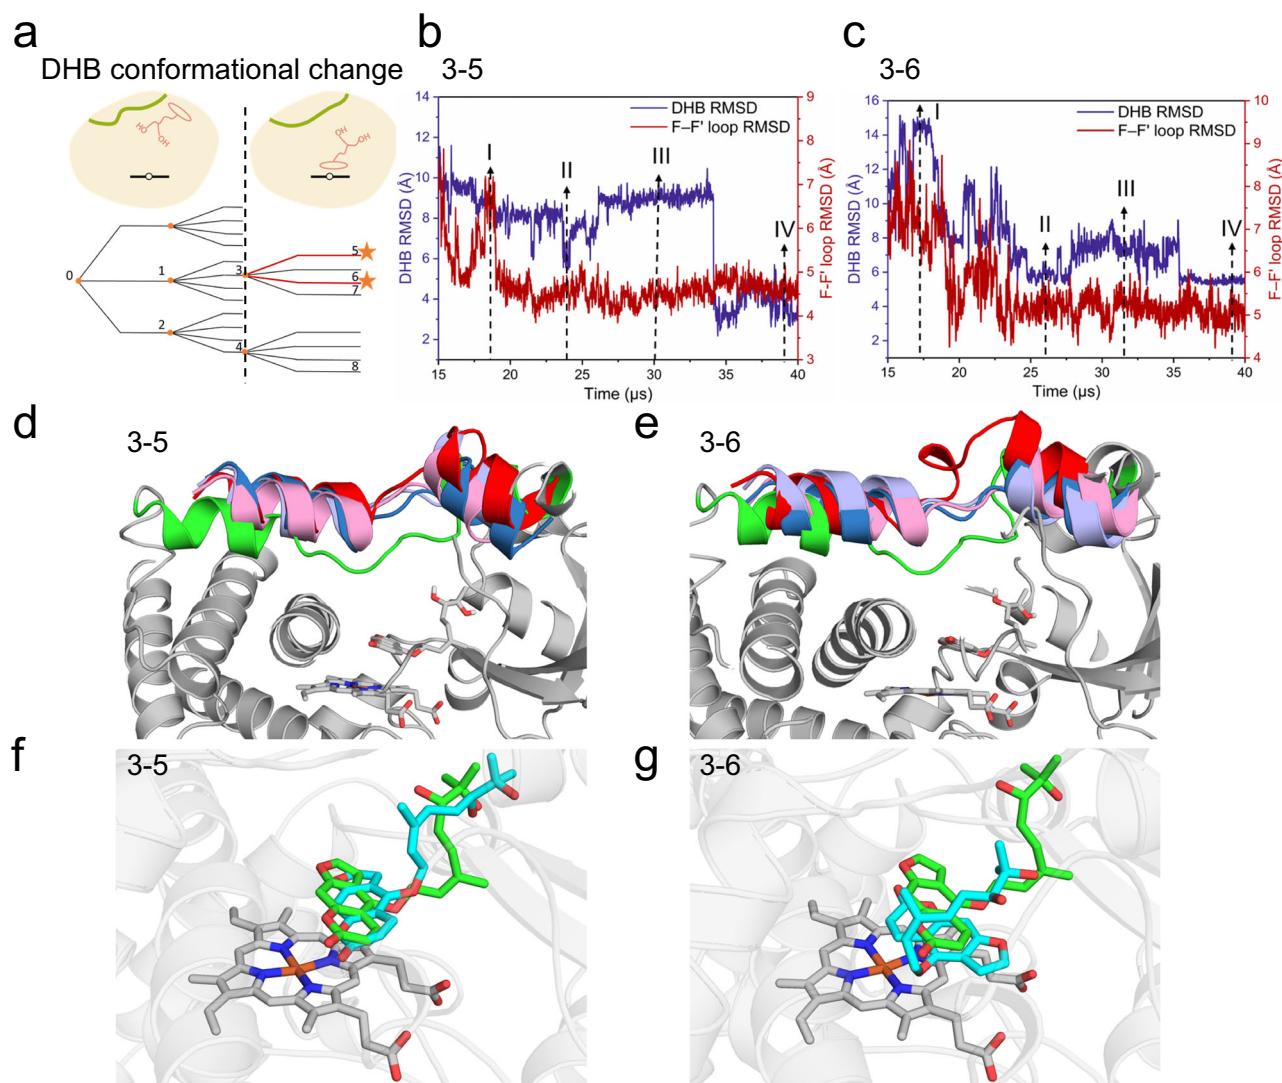 a
DHB conformational change
HO
HO
OH
HO
0
1
2
3
4
5
6
7
8
b
3-5
DHB RMSD
F–F' loop RMSD
I
II
III
IV
14
12
10
8
6
4
2
DHB RMSD (Å)
9
8
7
6
5
4
3
F-F' loop RMSD (Å)
15 20 25 30 35 40
Time (µs)
c
3-6
DHB RMSD
F–F' loop RMSD
I
II
III
IV
16
14
12
10
8
6
4
2
DHB RMSD (Å)
10
9
8
7
6
5
4
F–F' loop RMSD (Å)
15 20 25 30 35 40
Time (µs)
d
3-5
e
3-6
f
3-5
g
3-6